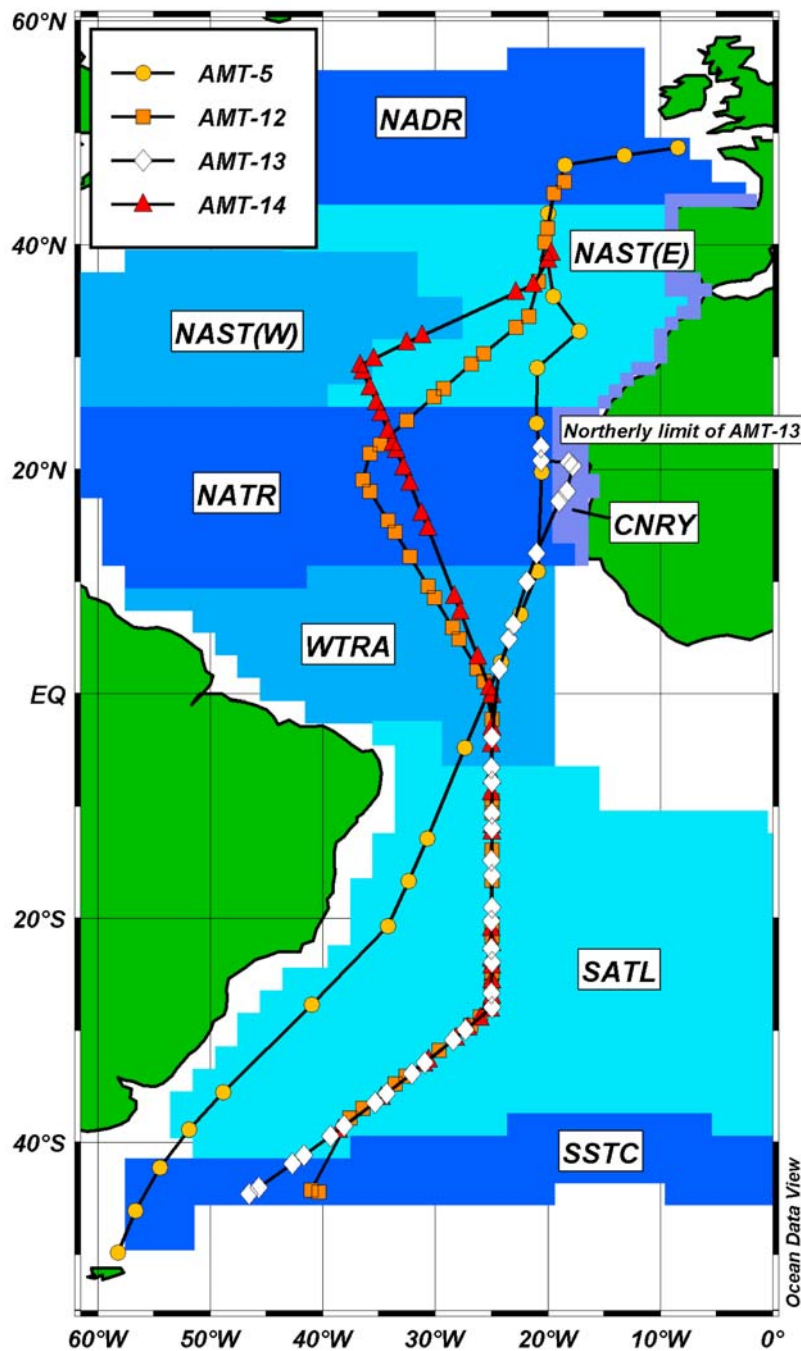 60°N
AMT-5
AMT-12
AMT-13
AMT-14
NADR
40°N
NAST(E)
NAST(W)
Northerly limit of AMT-13
20°N
NATR
CNRY
WTRA
EQ
20°S
SATL
40°S
SSTC
Ocean Data View
60°W 50°W 40°W 30°W 20°W 10°W 0°